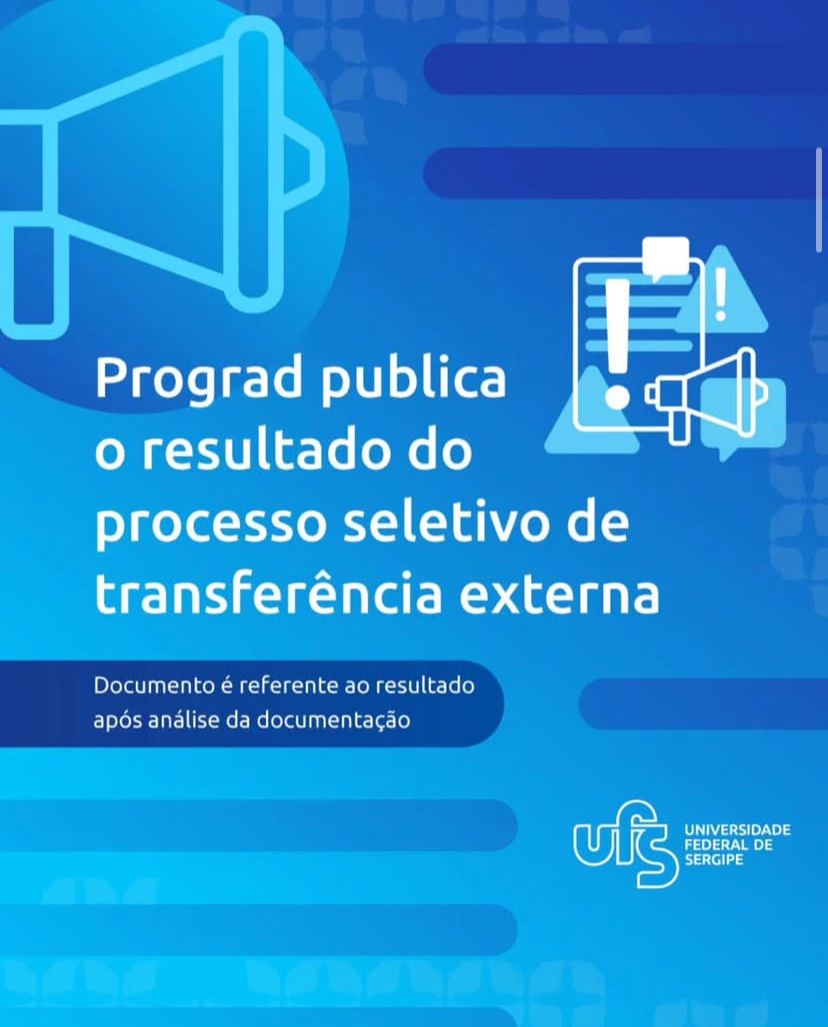 Prograd publica
o resultado do
processo seletivo de
transferência externa
Documento é referente ao resultado
após análise da documentação
ufs
UNIVERSIDADE
FEDERAL DE
SERGIPE